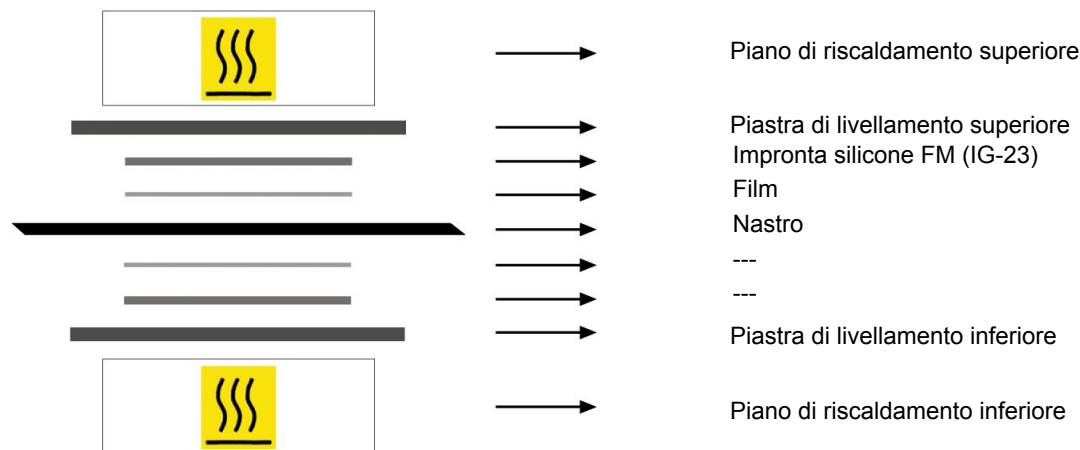 Piano di riscaldamento superiore
Piastra di livellamento superiore
Impronta silicone FM (IG-23)
Film
Nastro
---
---
Piastra di livellamento inferiore
Piano di riscaldamento inferiore